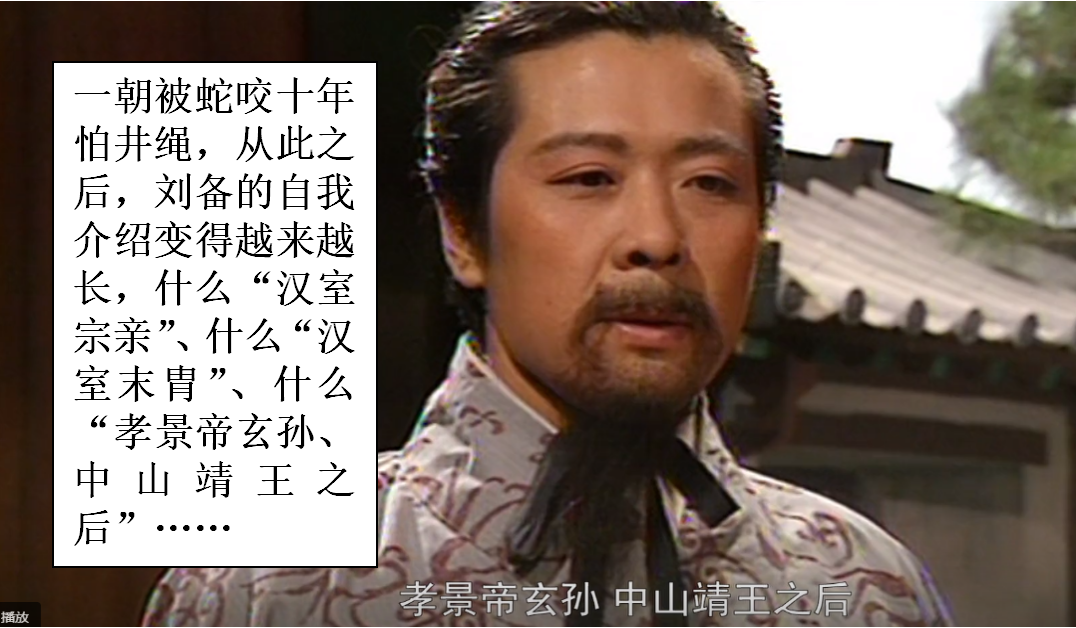 一朝被蛇咬十年
怕井绳，从此之
后，刘备的自我
介绍变得越来越
长，什么“汉室
宗亲”、什么“汉
室末胄”、什么
“孝景帝玄孙、
中山靖王之
后”……
孝景帝玄孙 中山靖王之后
播放